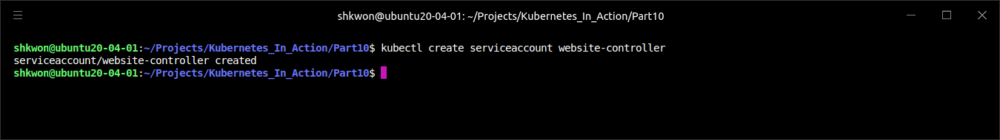 shkwon@ubuntu20-04-01: ~/Projects/Kubernetes_In_Action/Part10
shkwon@ubuntu20-04-01:~/Projects/Kubernetes_In_Action/Part10$ kubectl create serviceaccount website-controller
serviceaccount/website-controller created
shkwon@ubuntu20-04-01:~/Projects/Kubernetes_In_Action/Part10$